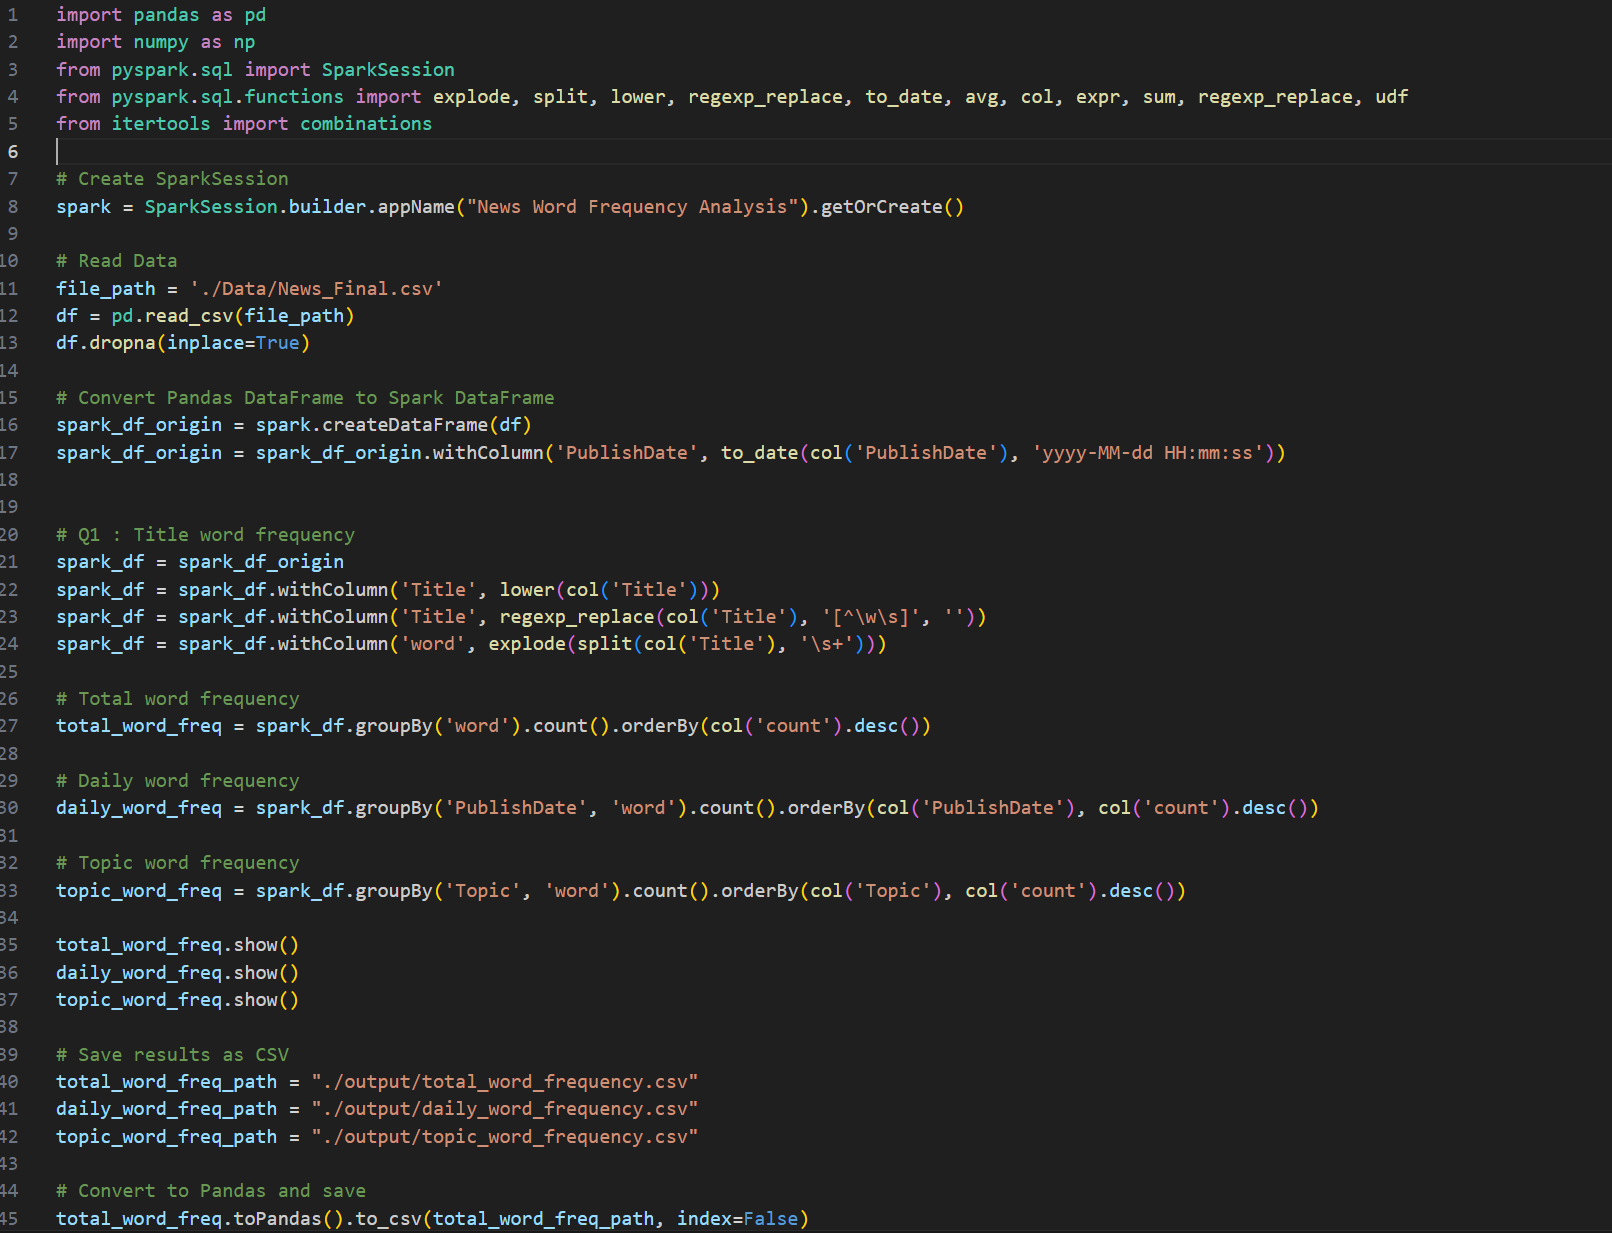 1 import pandas as pd
2 import numpy as np
3 from pyspark.sql import SparkSession
4 from pyspark.sql.functions import explode, split, lower, regexp_replace, to_date, avg, col, expr, sum, regexp_replace, udf
5 from itertools import combinations
6
7 # Create SparkSession
8 spark = SparkSession.builder.appName("News Word Frequency Analysis").getOrCreate()
9
10 # Read Data
11 file_path = './Data/News_Final.csv'
12 df = pd.read_csv(file_path)
13 df.dropna(inplace=True)
14
15 # Convert Pandas DataFrame to Spark DataFrame
16 spark_df_origin = spark.createDataFrame(df)
17 spark_df_origin = spark_df_origin.withColumn('PublishDate', to_date(col('PublishDate'), 'yyyy-MM-dd HH:mm:ss'))
18
19
20 # Q1 : Title word frequency
21 spark_df = spark_df_origin
22 spark_df = spark_df.withColumn('Title', lower(col('Title')))
23 spark_df = spark_df.withColumn('Title', regexp_replace(col('Title'), '[^\w\s]', ''))
24 spark_df = spark_df.withColumn('word', explode(split(col('Title'), '\s+')))
25
26 # Total word frequency
27 total_word_freq = spark_df.groupBy('word').count().orderBy(col('count').desc())
28
29 # Daily word frequency
30 daily_word_freq = spark_df.groupBy('PublishDate', 'word').count().orderBy(col('PublishDate'), col('count').desc())
31
32 # Topic word frequency
33 topic_word_freq = spark_df.groupBy('Topic', 'word').count().orderBy(col('Topic'), col('count').desc())
34
35 total_word_freq.show()
36 daily_word_freq.show()
37 topic_word_freq.show()
38
39 # Save results as CSV
40 total_word_freq_path = "./output/total_word_frequency.csv"
41 daily_word_freq_path = "./output/daily_word_frequency.csv"
42 topic_word_freq_path = "./output/topic_word_frequency.csv"
43
44 # Convert to Pandas and save
45 total_word_freq.toPandas().to_csv(total_word_freq_path, index=False)